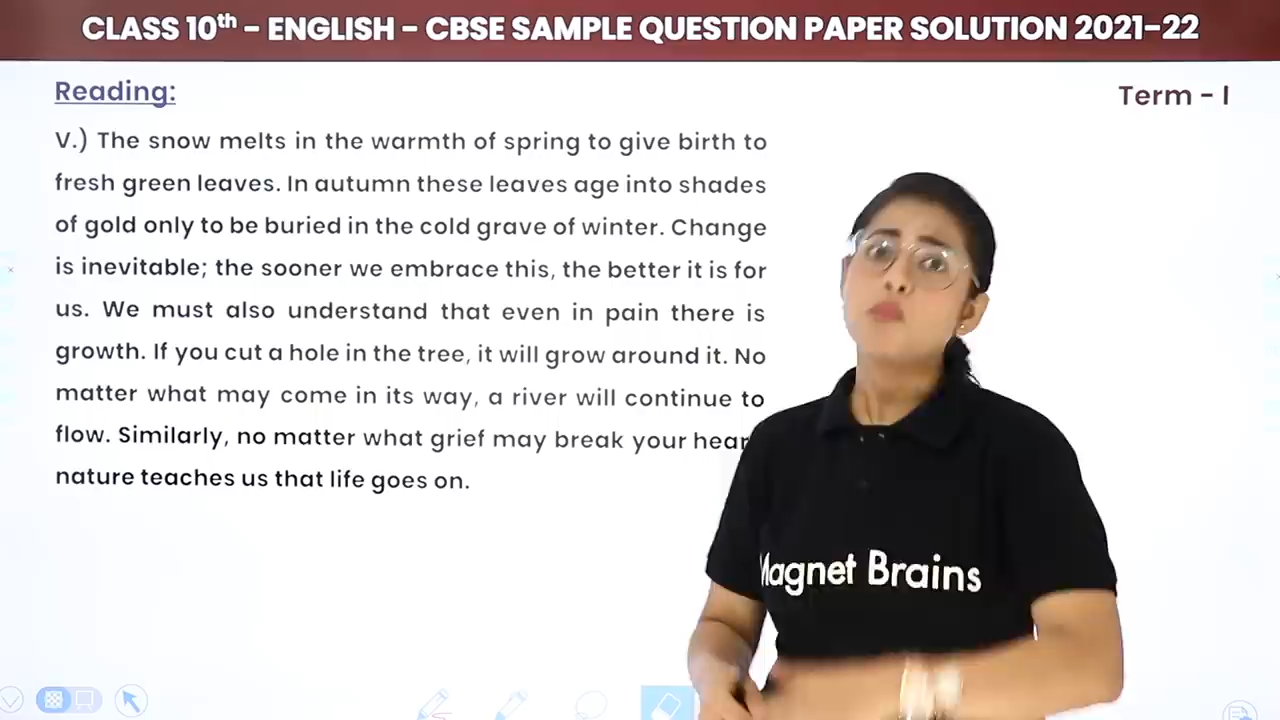 CLASS 10th – ENGLISH – CBSE SAMPLE QUESTION PAPER SOLUTION 2021–22
Reading:
Term - I
V.) The snow melts in the warmth of spring to give birth to
fresh green leaves. In autumn these leaves age into shades
of gold only to be buried in the cold grave of winter. Change
is inevitable; the sooner we embrace this, the better it is for
us. We must also understand that even in pain there is
growth. If you cut a hole in the tree, it will grow around it. No
matter what may come in its way, a river will continue to
flow. Similarly, no matter what grief may break your hear
nature teaches us that life goes on.
Magnet Brains